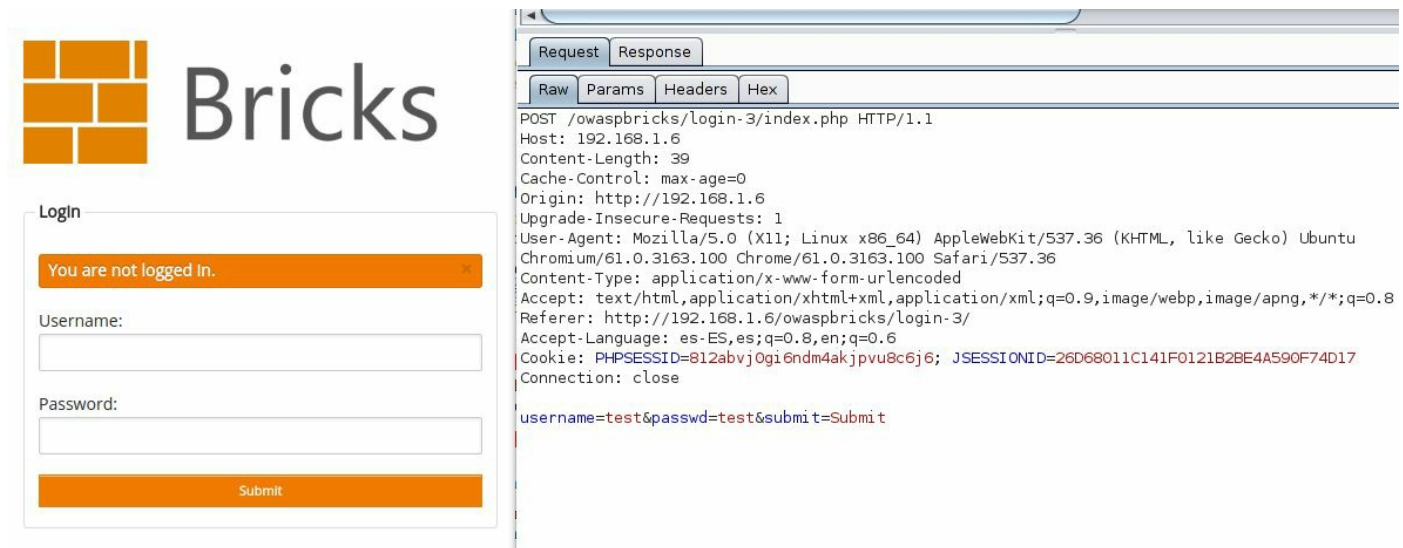 Bricks
Login
You are not logged in.
×
Username:
Password:
Submit
Request Response
Raw Params Headers Hex
POST /owaspbricks/login-3/index.php HTTP/1.1
Host: 192.168.1.6
Content-Length: 39
Cache-Control: max-age=0
Origin: http://192.168.1.6
Upgrade-Insecure-Requests: 1
User-Agent: Mozilla/5.0 (X11; Linux x86_64) AppleWebKit/537.36 (KHTML, like Gecko) Ubuntu
Chromium/61.0.3163.100 Chrome/61.0.3163.100 Safari/537.36
Content-Type: application/x-www-form-urlencoded
Accept: text/html,application/xhtml+xml,application/xml;q=0.9,image/webp,image/apng,*/*;q=0.8
Referer: http://192.168.1.6/owaspbricks/login-3/
Accept-Language: es-ES,es;q=0.8,en;q=0.6
Cookie: PHPSESSID=812abvj0gi6ndm4akjpvu8c6j6; JSESSIONID=26D68011C141F0121B2BE4A590F74D17
Connection: close
username=test&passwd=test&submit=Submit